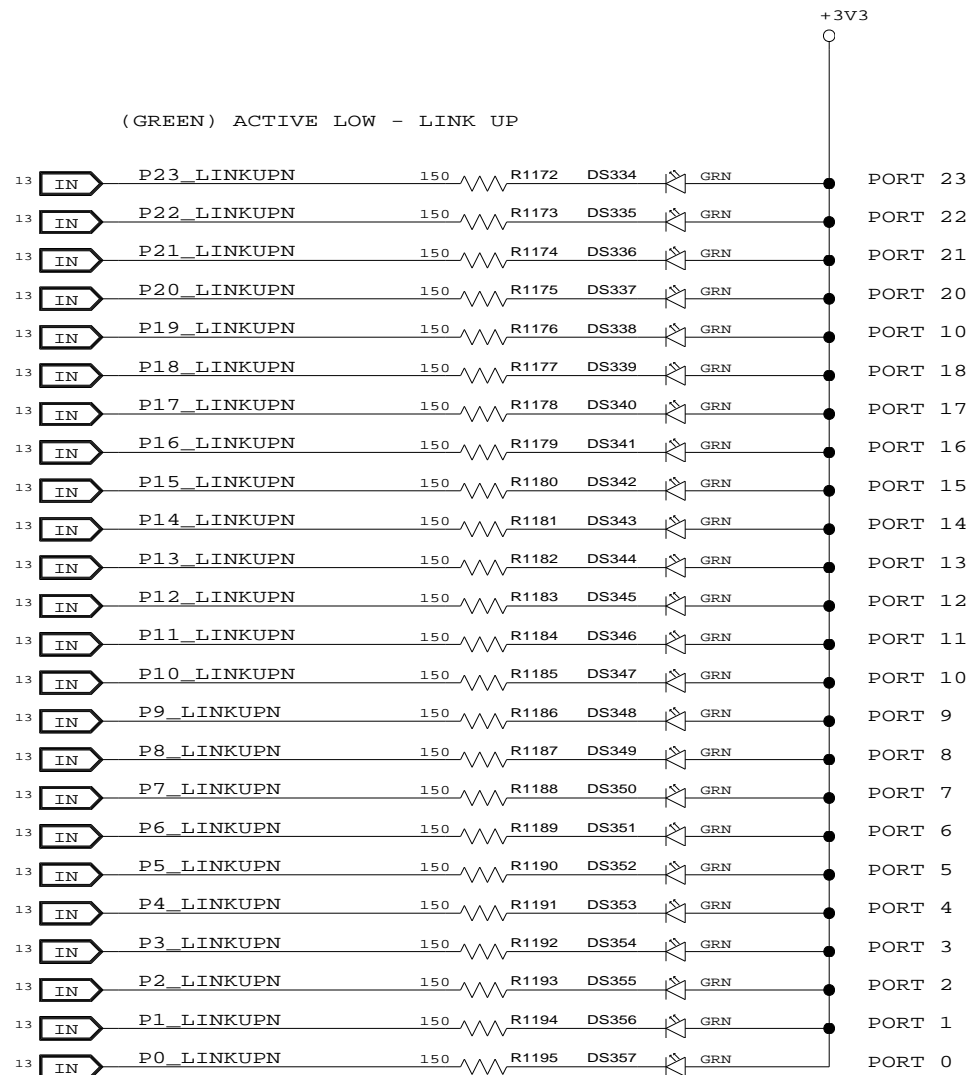 +3V3
(GREEN) ACTIVE LOW - LINK UP
13 IN P23_LINKUPN 150 R1172 DS334 GRN PORT 23
13 IN P22_LINKUPN 150 R1173 DS335 GRN PORT 22
13 IN P21_LINKUPN 150 R1174 DS336 GRN PORT 21
13 IN P20_LINKUPN 150 R1175 DS337 GRN PORT 20
13 IN P19_LINKUPN 150 R1176 DS338 GRN PORT 10
13 IN P18_LINKUPN 150 R1177 DS339 GRN PORT 18
13 IN P17_LINKUPN 150 R1178 DS340 GRN PORT 17
13 IN P16_LINKUPN 150 R1179 DS341 GRN PORT 16
13 IN P15_LINKUPN 150 R1180 DS342 GRN PORT 15
13 IN P14_LINKUPN 150 R1181 DS343 GRN PORT 14
13 IN P13_LINKUPN 150 R1182 DS344 GRN PORT 13
13 IN P12_LINKUPN 150 R1183 DS345 GRN PORT 12
13 IN P11_LINKUPN 150 R1184 DS346 GRN PORT 11
13 IN P10_LINKUPN 150 R1185 DS347 GRN PORT 10
13 IN P9_LINKUPN 150 R1186 DS348 GRN PORT 9
13 IN P8_LINKUPN 150 R1187 DS349 GRN PORT 8
13 IN P7_LINKUPN 150 R1188 DS350 GRN PORT 7
13 IN P6_LINKUPN 150 R1189 DS351 GRN PORT 6
13 IN P5_LINKUPN 150 R1190 DS352 GRN PORT 5
13 IN P4_LINKUPN 150 R1191 DS353 GRN PORT 4
13 IN P3_LINKUPN 150 R1192 DS354 GRN PORT 3
13 IN P2_LINKUPN 150 R1193 DS355 GRN PORT 2
13 IN P1_LINKUPN 150 R1194 DS356 GRN PORT 1
13 IN P0_LINKUPN 150 R1195 DS357 GRN PORT 0